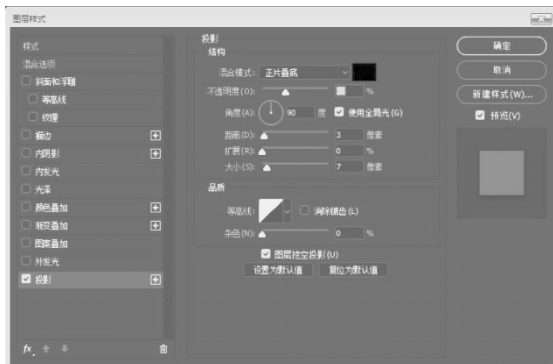 图层样式
样式
混合选项
斜面和浮雕
等高线
纹理
描边
内阴影
内发光
光泽
颜色叠加
渐变叠加
图案叠加
外发光
投影
fx
投影
结构
混合模式: 正片叠底
不透明度(O): %
角度(A): 90 度 使用全局光(G)
距离(D): 3 像素
扩展(R): 0 %
大小(S): 7 像素
品质
等高线: 消除锯齿(L)
杂色(N): 0 %
图层挖空投影(U)
设置为默认值 复位为默认值
确定
取消
新建样式(W)...
预览(V)